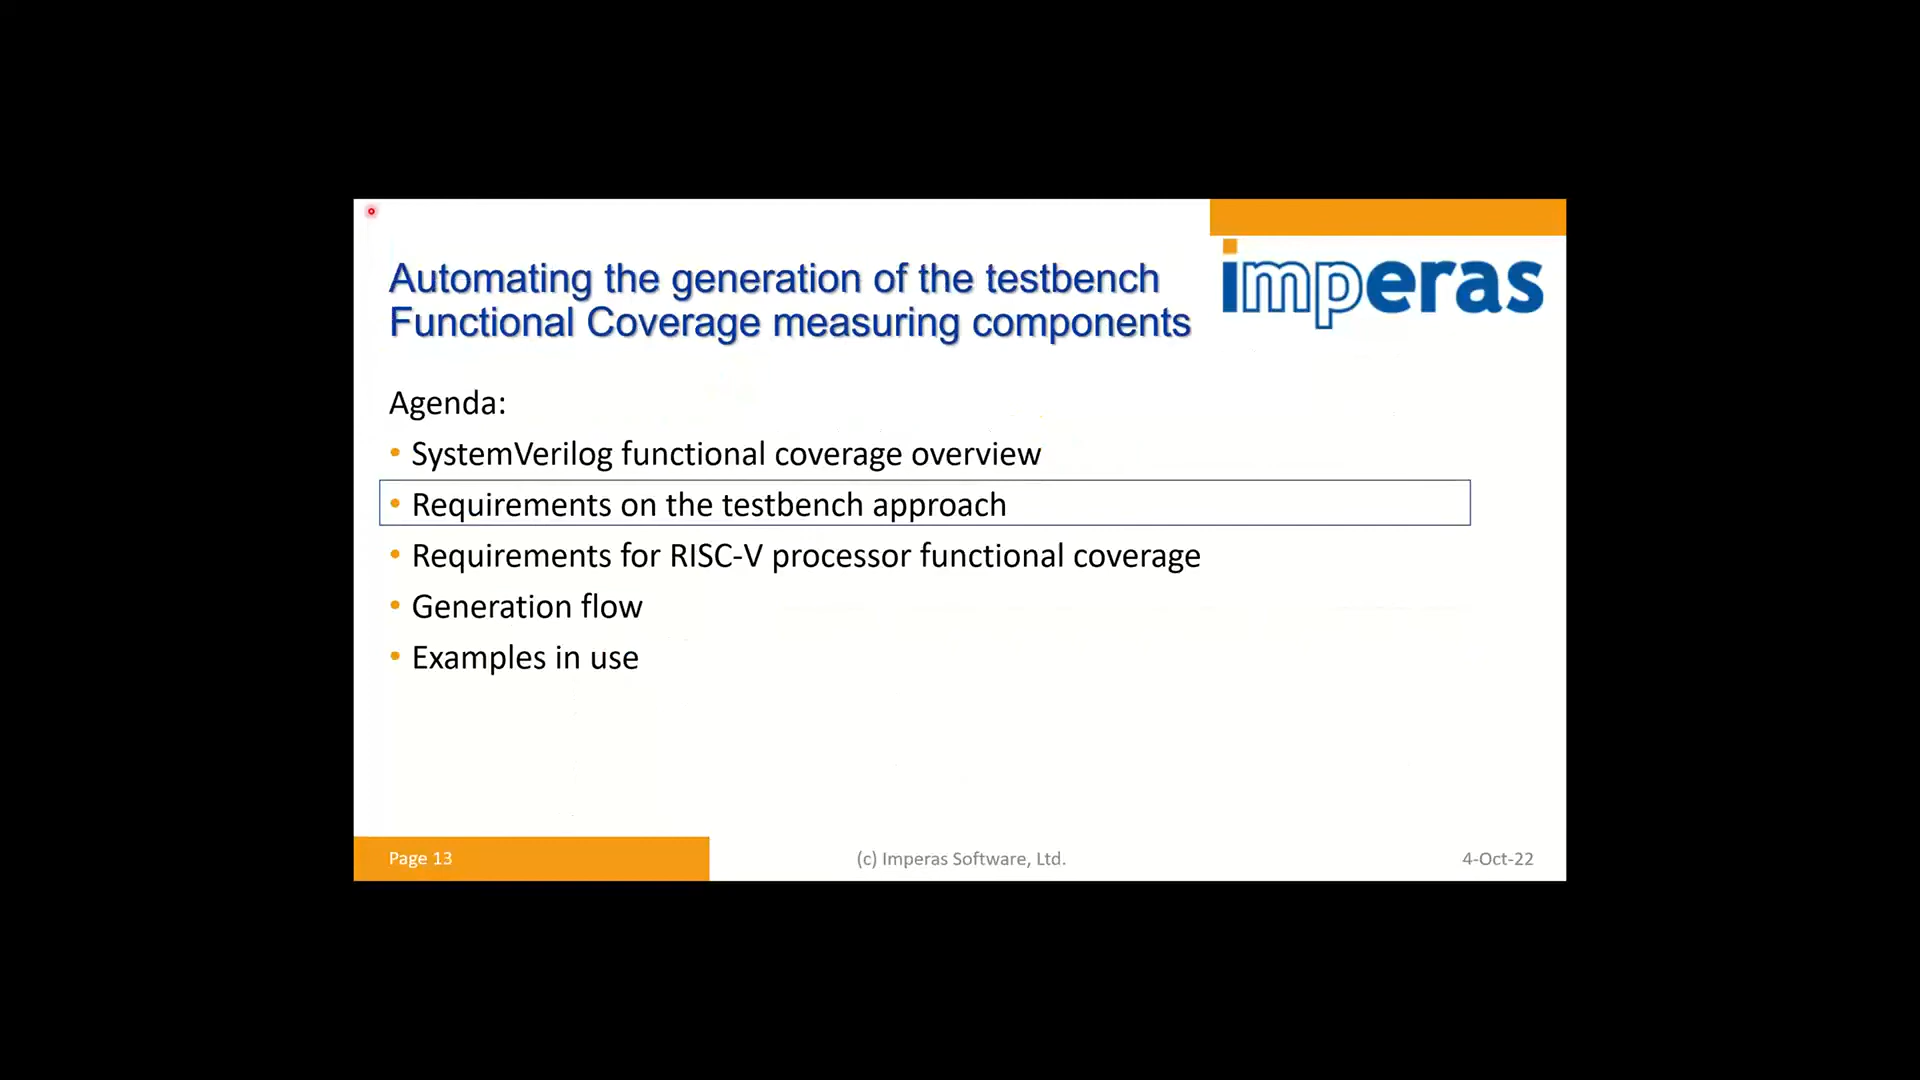 Automating the generation of the testbench
Functional Coverage measuring components
imperas
Agenda:
• SystemVerilog functional coverage overview
• Requirements on the testbench approach
• Requirements for RISC-V processor functional coverage
• Generation flow
• Examples in use
Page 13
(c) Imperas Software, Ltd.
4-Oct-22